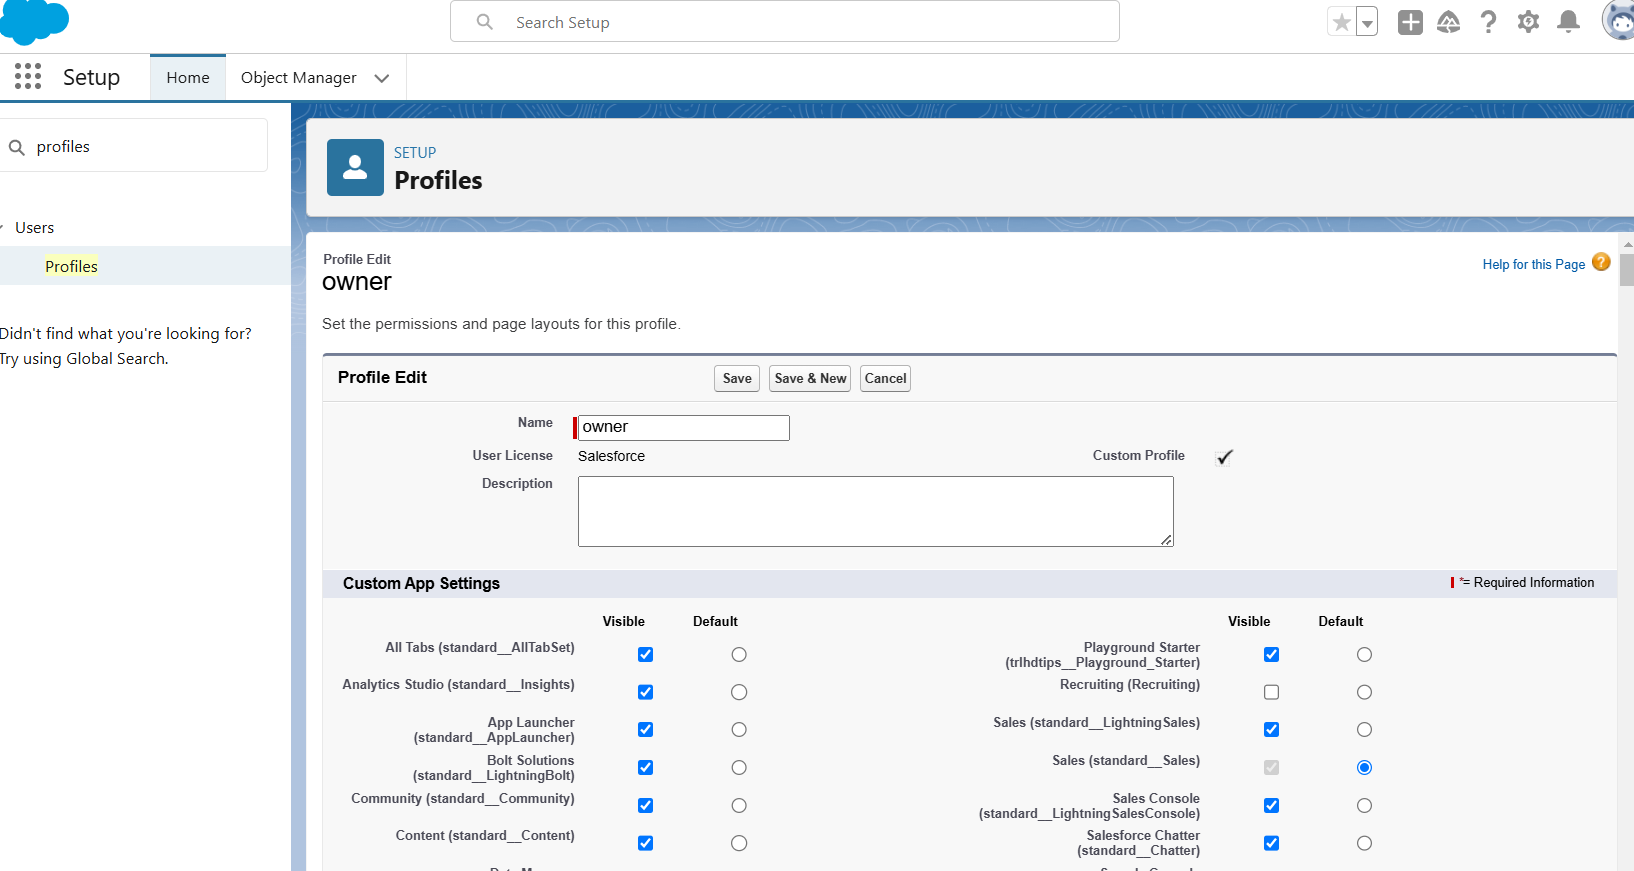 Search Setup
Setup
Home
Object Manager
profiles
Users
Profiles
Didn't find what you're looking for?
Try using Global Search.
SETUP
Profiles
Profile Edit
owner
Help for this Page
Set the permissions and page layouts for this profile.
Profile Edit
Save
Save & New
Cancel
Name
owner
User License
Salesforce
Custom Profile
Description
Custom App Settings
*= Required Information
Visible
Default
Visible
Default
All Tabs (standard__AllTabSet)
Playground Starter
(trlhdtips__Playground_Starter)
Analytics Studio (standard__Insights)
Recruiting (Recruiting)
App Launcher
(standard__AppLauncher)
Sales (standard__LightningSales)
Bolt Solutions
(standard__LightningBolt)
Sales (standard__Sales)
Community (standard__Community)
Sales Console
(standard__LightningSalesConsole)
Content (standard__Content)
Salesforce Chatter
(standard__Chatter)